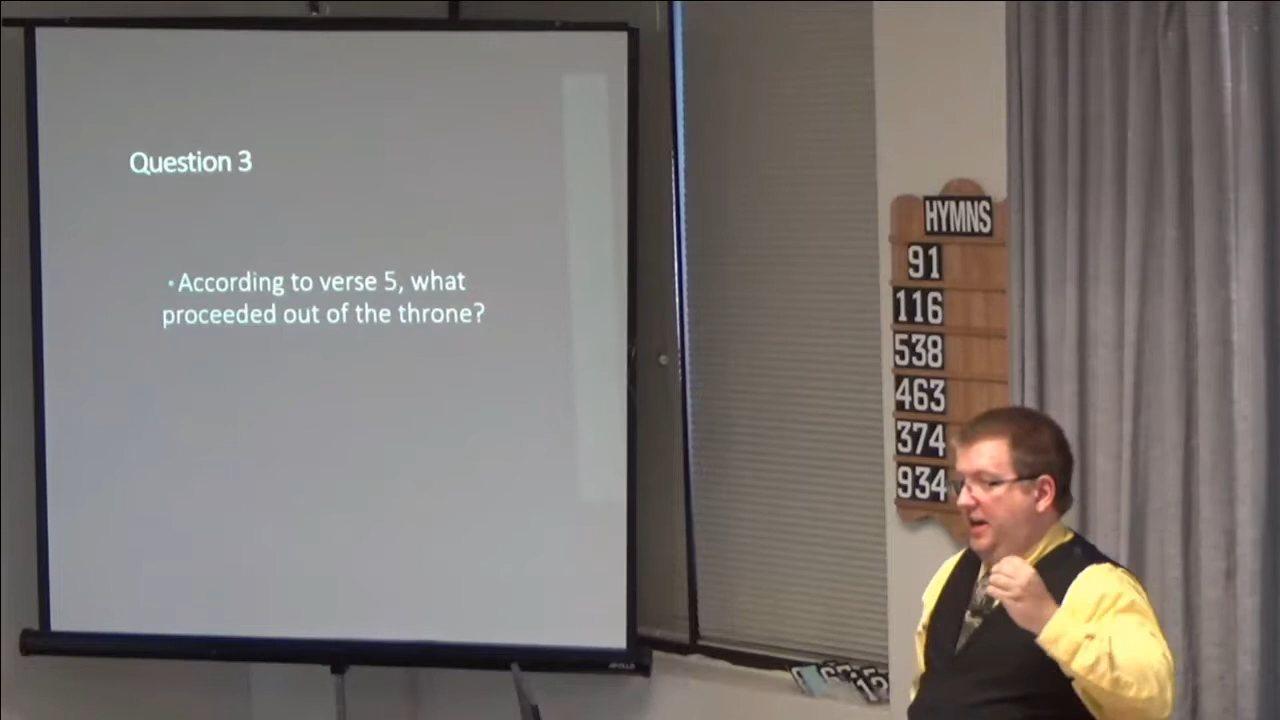 Question 3
• According to verse 5, what
proceeded out of the throne?
HYMNS
91
116
538
463
374
934
APOLLO